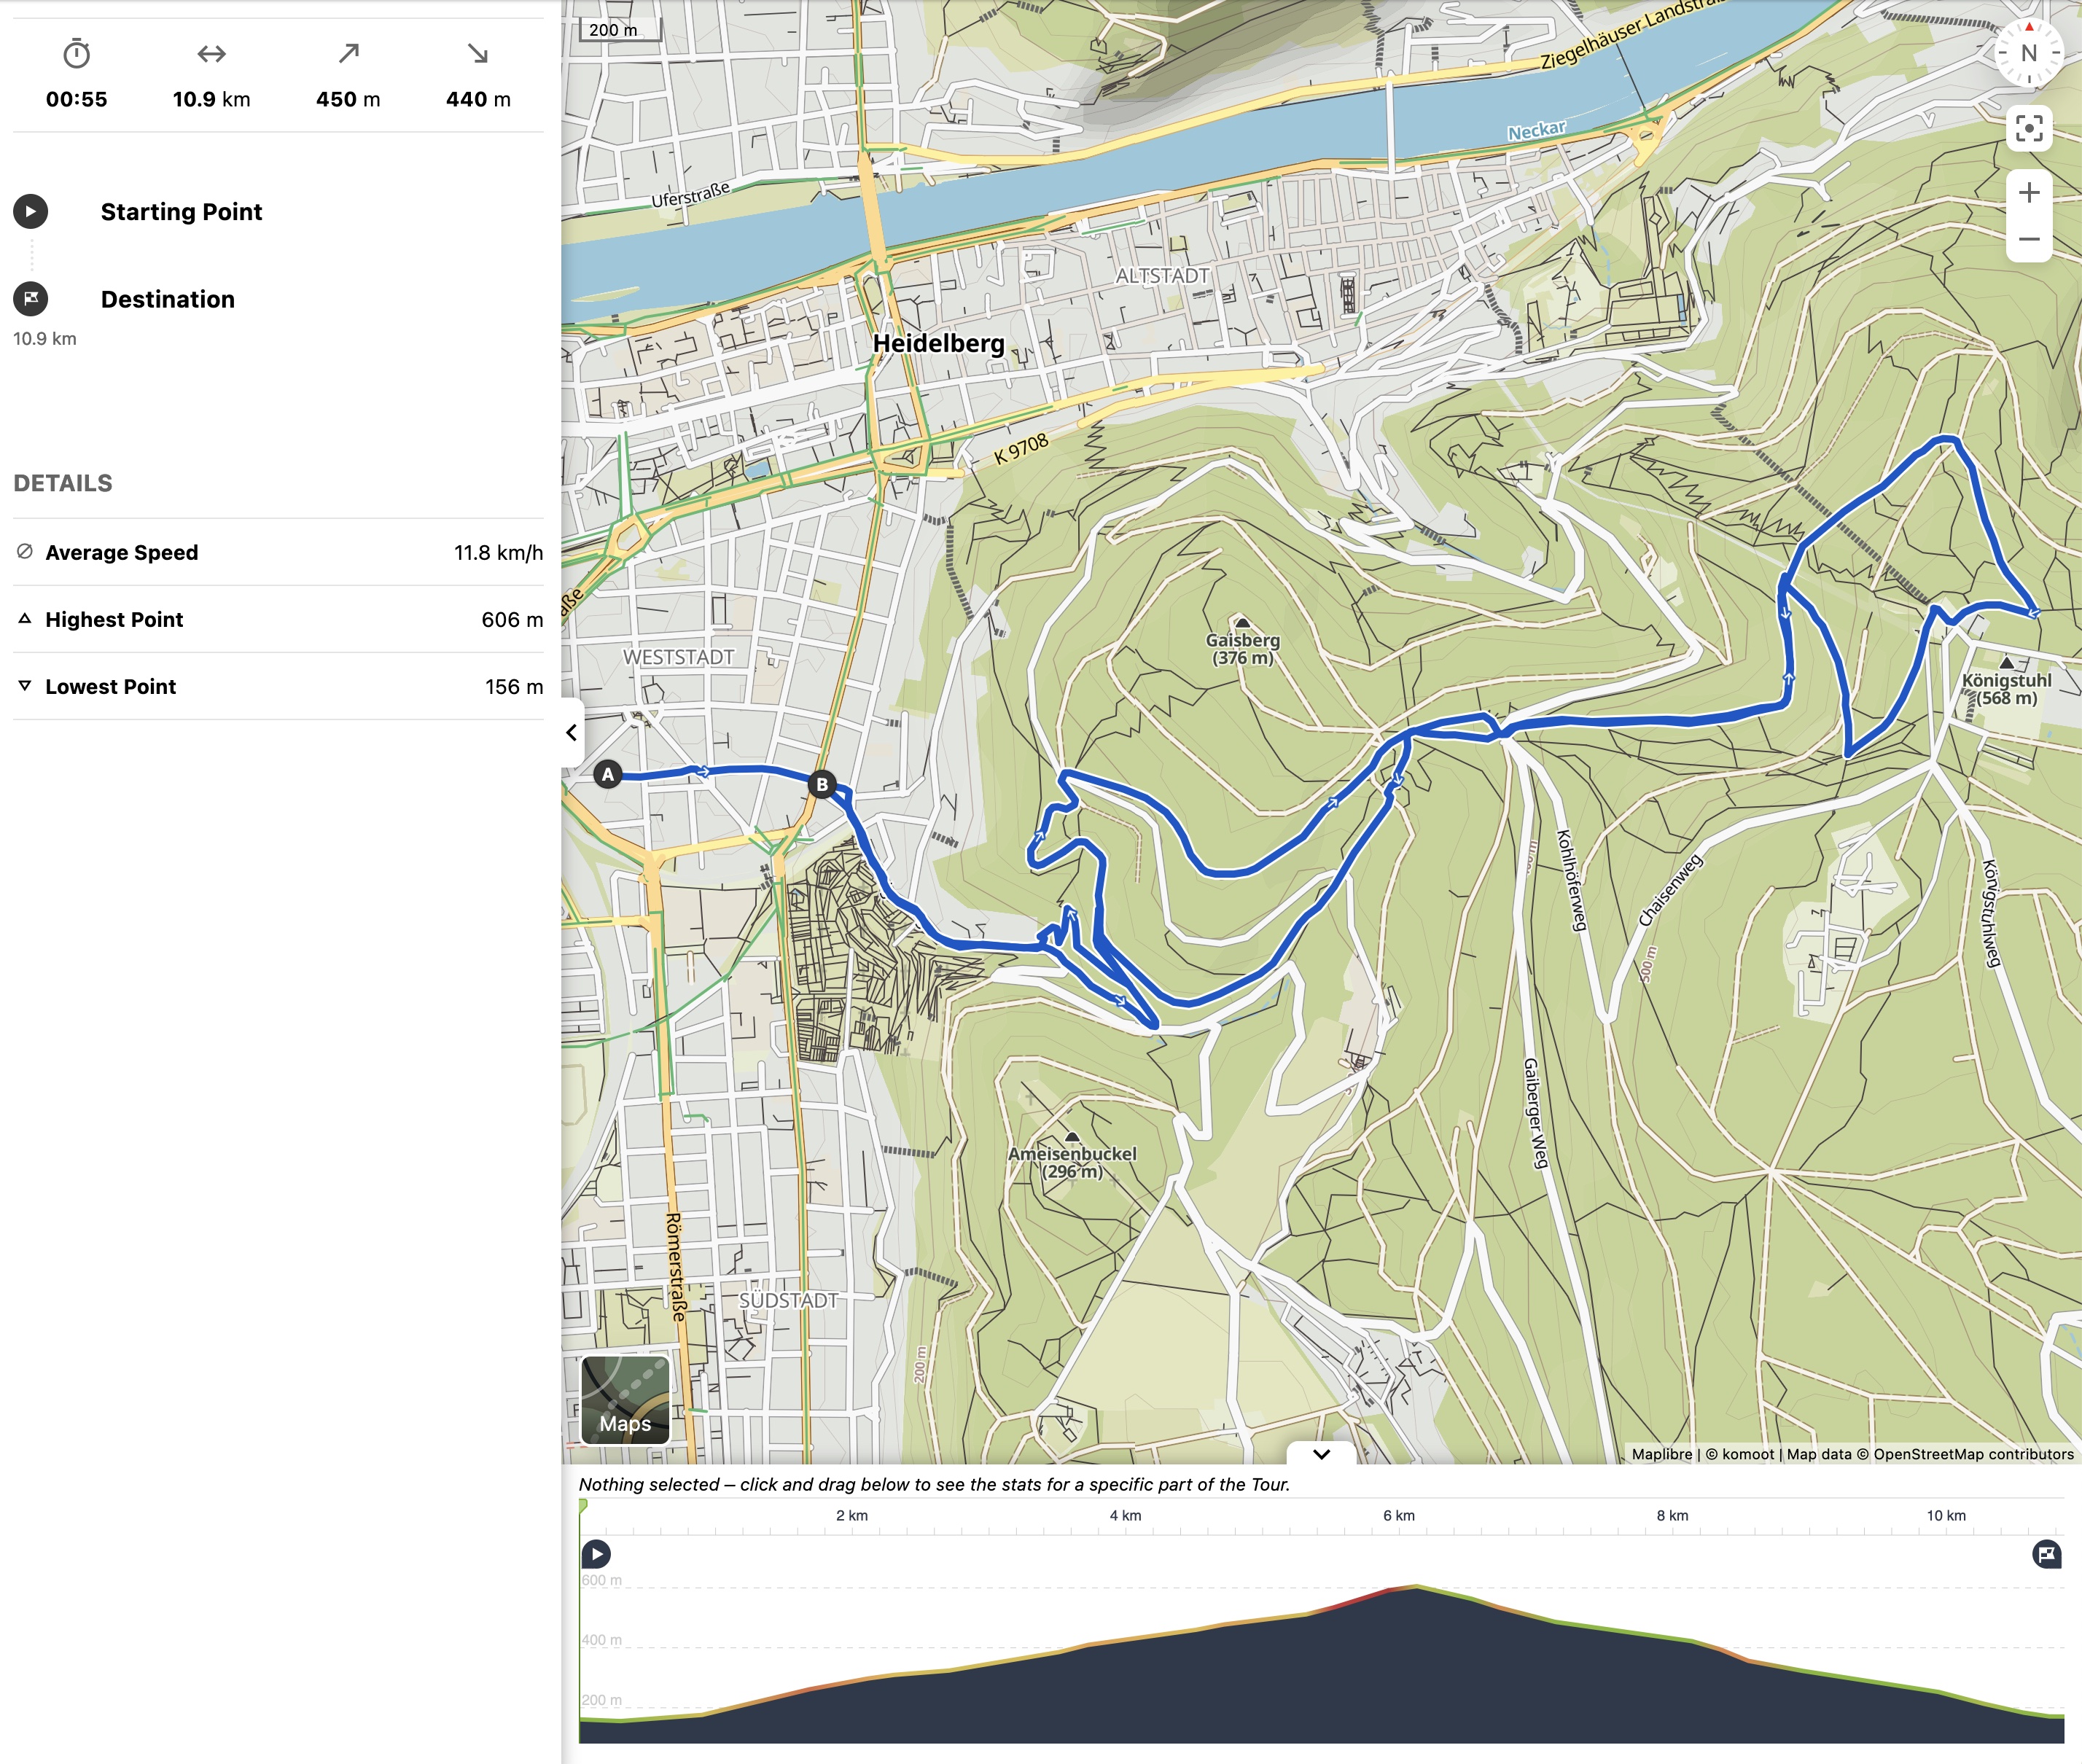 00:55
10.9 km
450 m
440 m
Starting Point
Destination
10.9 km
DETAILS
Average Speed
11.8 km/h
Highest Point
606 m
Lowest Point
156 m
200 m
Ziegelhäuser Landstraß
N
Neckar
Uferstraße
ALTSTADT
Heidelberg
K 9708
aße
WESTSTADT
Gaisberg
(376 m)
Königstuhl
(568 m)
A
B
Kohlhöferweg
Chaisenweg
Königstuhlweg
500 m
Gaiberger Weg
Ameisenbuckel
(296 m)
Römerstraße
SÜDSTADT
200 m
Maps
Maplibre | © komoot | Map data © OpenStreetMap contributors
Nothing selected – click and drag below to see the stats for a specific part of the Tour.
2 km
4 km
6 km
8 km
10 km
600 m
400 m
200 m